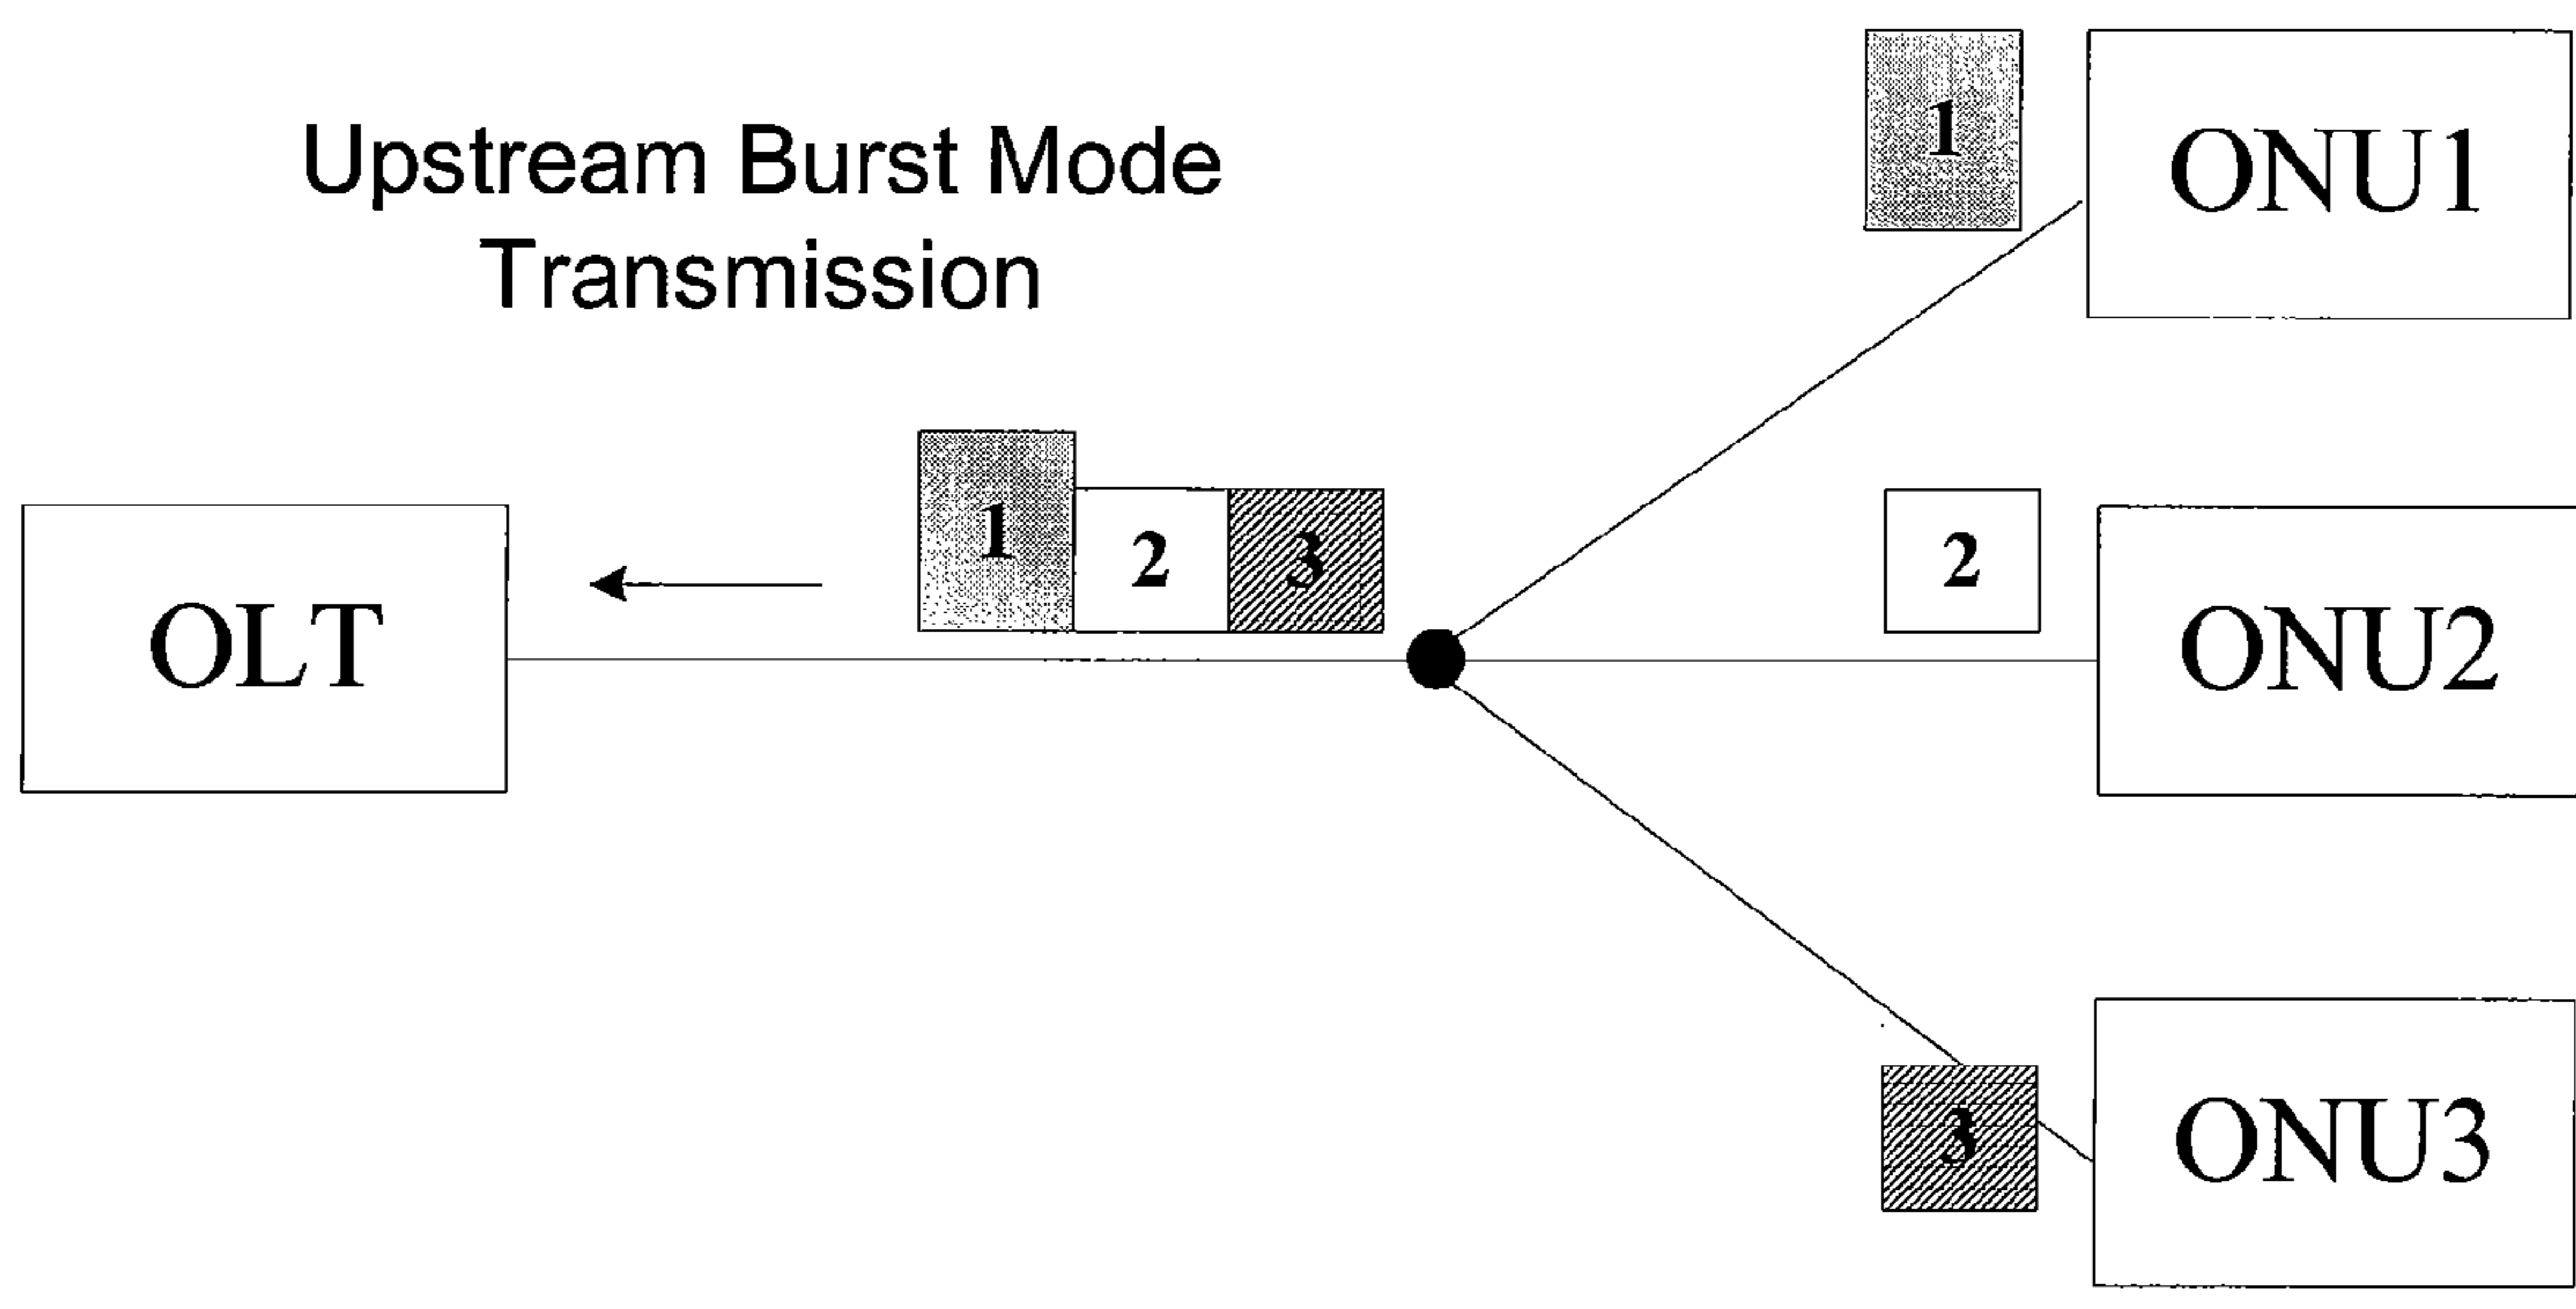 Upstream Burst Mode
Transmission
1
ONU1
1
2
3
2
OLT
ONU2
3
ONU3